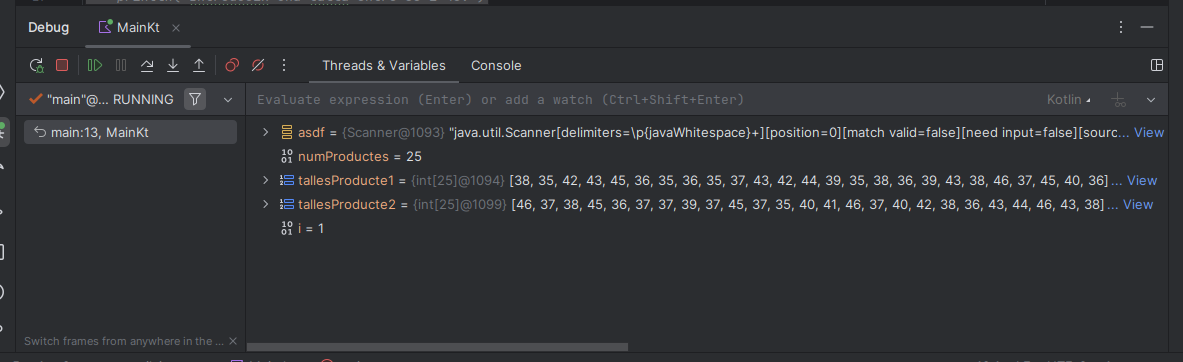 Debug MainKt
Threads & Variables Console
"main"@... RUNNING
Evaluate expression (Enter) or add a watch (Ctrl+Shift+Enter) Kotlin
main:13, MainKt
asdf = {Scanner@1093} "java.util.Scanner[delimiters=\p{javaWhitespace}+][position=0][match valid=false][need input=false][sourc... View
numProductes = 25
tallesProducte1 = {int[25]@1094} [38, 35, 42, 43, 45, 36, 35, 36, 35, 37, 43, 42, 44, 39, 35, 38, 36, 39, 43, 38, 46, 37, 45, 40, 36]... View
tallesProducte2 = {int[25]@1099} [46, 37, 38, 45, 36, 37, 37, 39, 37, 45, 37, 35, 40, 41, 46, 37, 40, 42, 38, 36, 43, 44, 46, 43, 38]... View
i = 1
Switch frames from anywhere in the ...